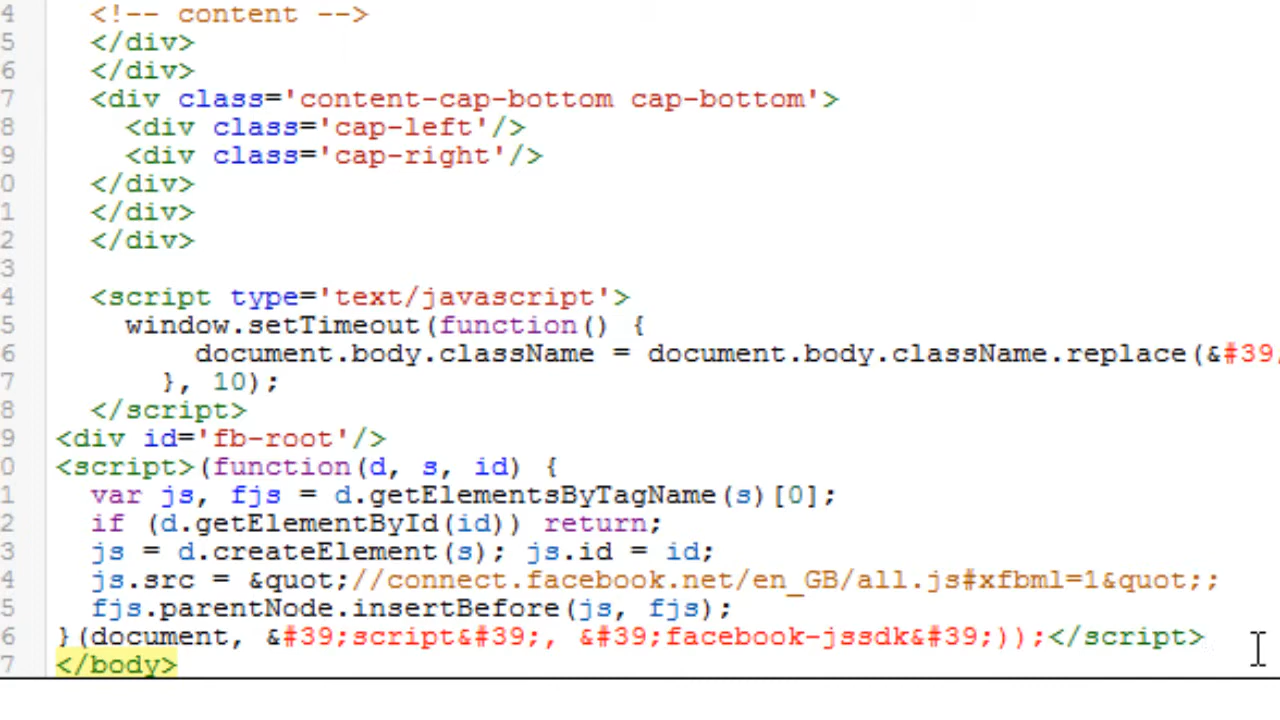 4 <!-- content -->
5 </div>
6 </div>
7 <div class='content-cap-bottom cap-bottom'>
8 <div class='cap-left'/>
9 <div class='cap-right'/>
0 </div>
1 </div>
2 </div>
3
4 <script type='text/javascript'>
5 window.setTimeout(function() {
6 document.body.className = document.body.className.replace(&#39;
7 }, 10);
8 </script>
9 <div id='fb-root'/>
0 <script>(function(d, s, id) {
1 var js, fjs = d.getElementsByTagName(s)[0];
2 if (d.getElementById(id)) return;
3 js = d.createElement(s); js.id = id;
4 js.src = &quot;//connect.facebook.net/en_GB/all.js#xfbml=1&quot;;
5 fjs.parentNode.insertBefore(js, fjs);
6 }(document, &#39;script&#39;, &#39;facebook-jssdk&#39;));</script>
7 </body>